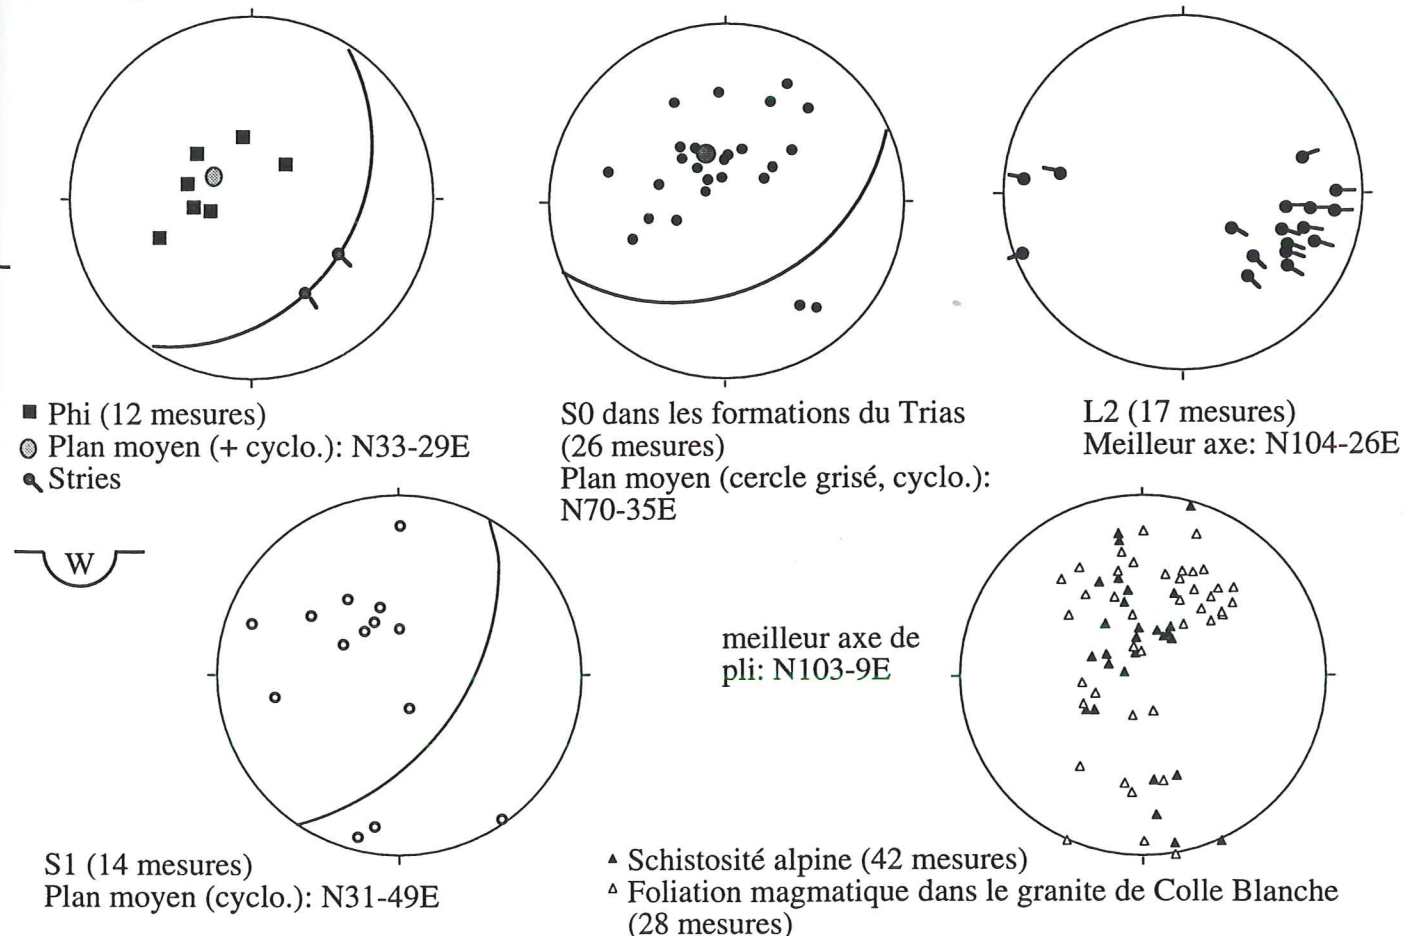 ■ Phi (12 mesures)
Plan moyen (+ cyclo.): N33-29E
Stries
S0 dans les formations du Trias
(26 mesures)
Plan moyen (cercle grisé, cyclo.):
N70-35E
L2 (17 mesures)
Meilleur axe: N104-26E
W
S1 (14 mesures)
Plan moyen (cyclo.): N31-49E
meilleur axe de
pli: N103-9E
▲ Schistosité alpine (42 mesures)
△ Foliation magmatique dans le granite de Colle Blanche
(28 mesures)